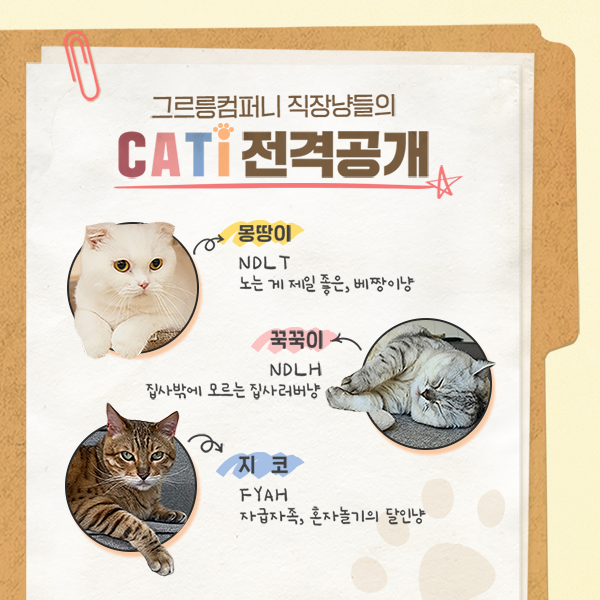 그르릉컴퍼니 직장냥들의
CATi 전격공개
몽땅이
NDLT
노는 게 제일 좋은, 베짱이냥
꾹꾹이
NDLH
집사밖에 모르는 집사러버냥
지 코
FYAH
자급자족, 혼자놀기의 달인냥